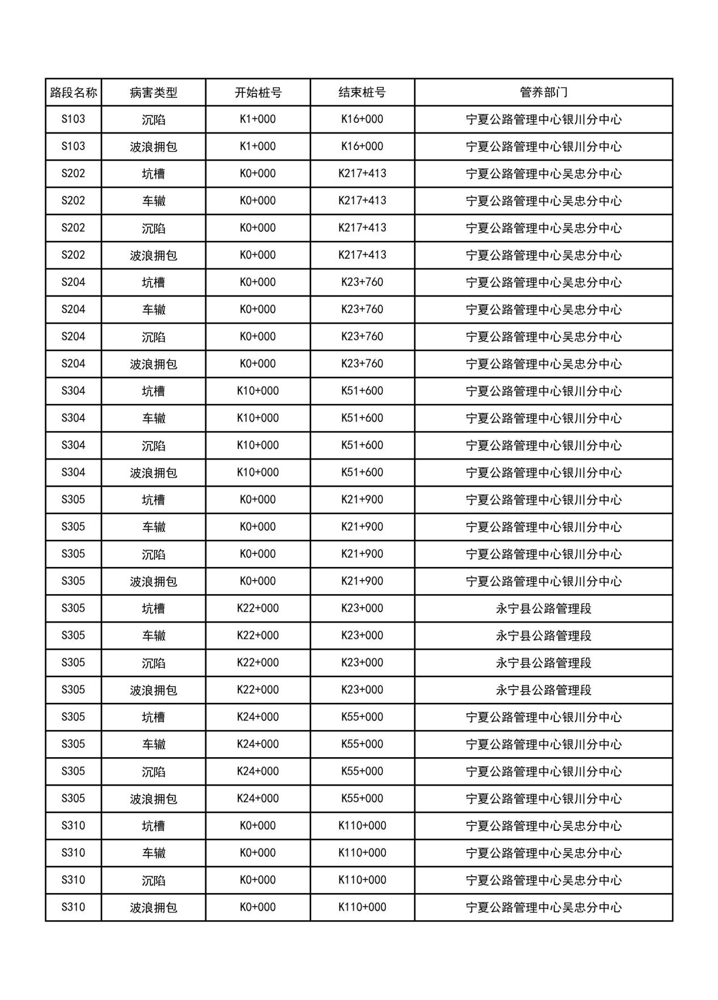 路段名称 病害类型 开始桩号 结束桩号 管养部门
S103 沉陷 K1+000 K16+000 宁夏公路管理中心银川分中心
S103 波浪拥包 K1+000 K16+000 宁夏公路管理中心银川分中心
S202 坑槽 K0+000 K217+413 宁夏公路管理中心吴忠分中心
S202 车辙 K0+000 K217+413 宁夏公路管理中心吴忠分中心
S202 沉陷 K0+000 K217+413 宁夏公路管理中心吴忠分中心
S202 波浪拥包 K0+000 K217+413 宁夏公路管理中心吴忠分中心
S204 坑槽 K0+000 K23+760 宁夏公路管理中心吴忠分中心
S204 车辙 K0+000 K23+760 宁夏公路管理中心吴忠分中心
S204 沉陷 K0+000 K23+760 宁夏公路管理中心吴忠分中心
S204 波浪拥包 K0+000 K23+760 宁夏公路管理中心吴忠分中心
S304 坑槽 K10+000 K51+600 宁夏公路管理中心银川分中心
S304 车辙 K10+000 K51+600 宁夏公路管理中心银川分中心
S304 沉陷 K10+000 K51+600 宁夏公路管理中心银川分中心
S304 波浪拥包 K10+000 K51+600 宁夏公路管理中心银川分中心
S305 坑槽 K0+000 K21+900 宁夏公路管理中心银川分中心
S305 车辙 K0+000 K21+900 宁夏公路管理中心银川分中心
S305 沉陷 K0+000 K21+900 宁夏公路管理中心银川分中心
S305 波浪拥包 K0+000 K21+900 宁夏公路管理中心银川分中心
S305 坑槽 K22+000 K23+000 永宁县公路管理段
S305 车辙 K22+000 K23+000 永宁县公路管理段
S305 沉陷 K22+000 K23+000 永宁县公路管理段
S305 波浪拥包 K22+000 K23+000 永宁县公路管理段
S305 坑槽 K24+000 K55+000 宁夏公路管理中心银川分中心
S305 车辙 K24+000 K55+000 宁夏公路管理中心银川分中心
S305 沉陷 K24+000 K55+000 宁夏公路管理中心银川分中心
S305 波浪拥包 K24+000 K55+000 宁夏公路管理中心银川分中心
S310 坑槽 K0+000 K110+000 宁夏公路管理中心吴忠分中心
S310 车辙 K0+000 K110+000 宁夏公路管理中心吴忠分中心
S310 沉陷 K0+000 K110+000 宁夏公路管理中心吴忠分中心
S310 波浪拥包 K0+000 K110+000 宁夏公路管理中心吴忠分中心